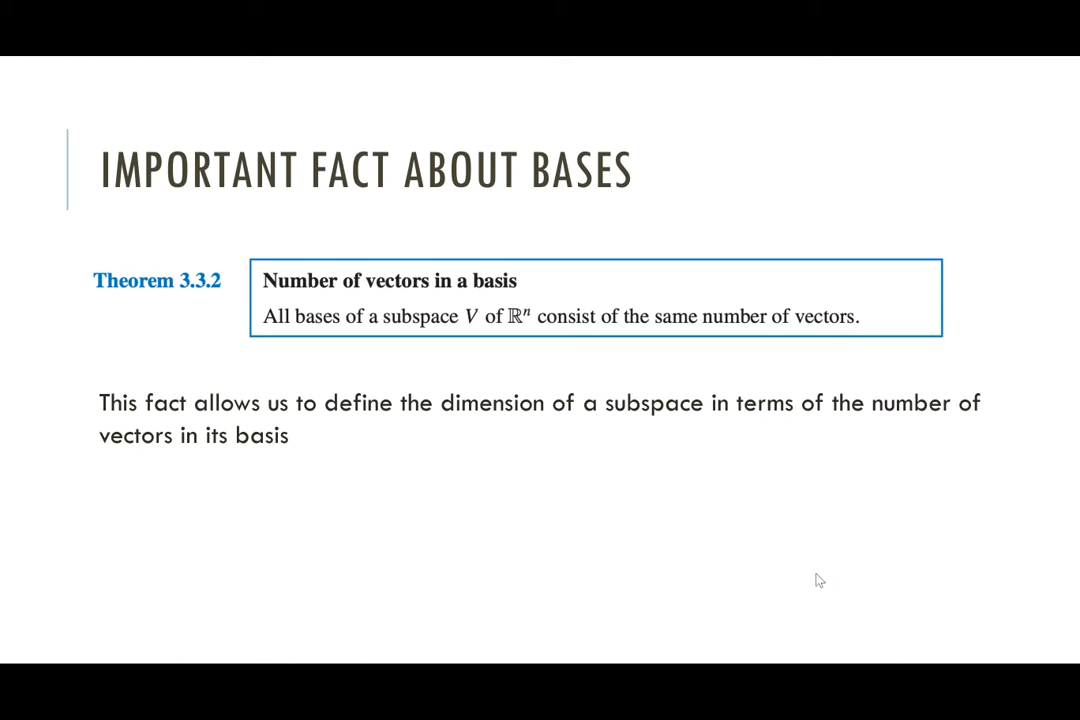 IMPORTANT FACT ABOUT BASES
Theorem 3.3.2
Number of vectors in a basis
All bases of a subspace V of ℝⁿ consist of the same number of vectors.
This fact allows us to define the dimension of a subspace in terms of the number of
vectors in its basis